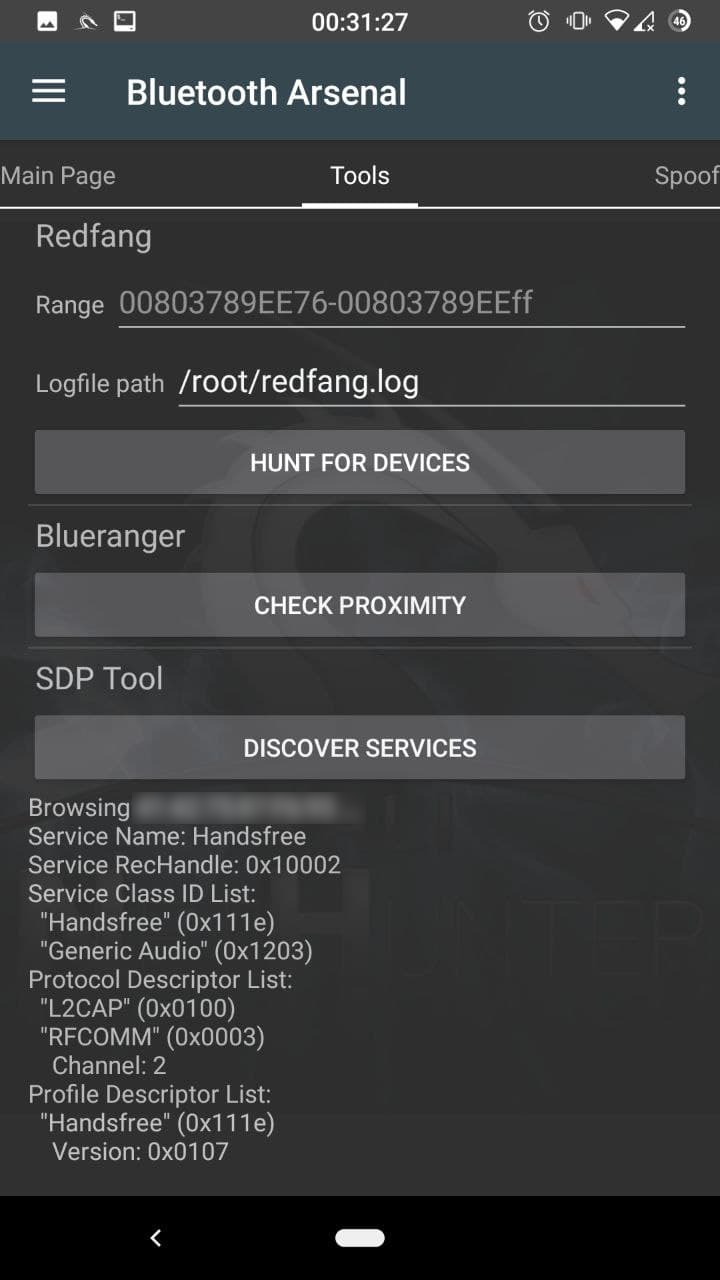 00:31:27
46
Bluetooth Arsenal
Main Page
Tools
Spoof
Redfang
Range 00803789EE76-00803789EEff
Logfile path /root/redfang.log
HUNT FOR DEVICES
Blueranger
CHECK PROXIMITY
SDP Tool
DISCOVER SERVICES
Browsing
Service Name: Handsfree
Service RecHandle: 0x10002
Service Class ID List:
"Handsfree" (0x111e)
"Generic Audio" (0x1203)
Protocol Descriptor List:
"L2CAP" (0x0100)
"RFCOMM" (0x0003)
Channel: 2
Profile Descriptor List:
"Handsfree" (0x111e)
Version: 0x0107
HUNTER